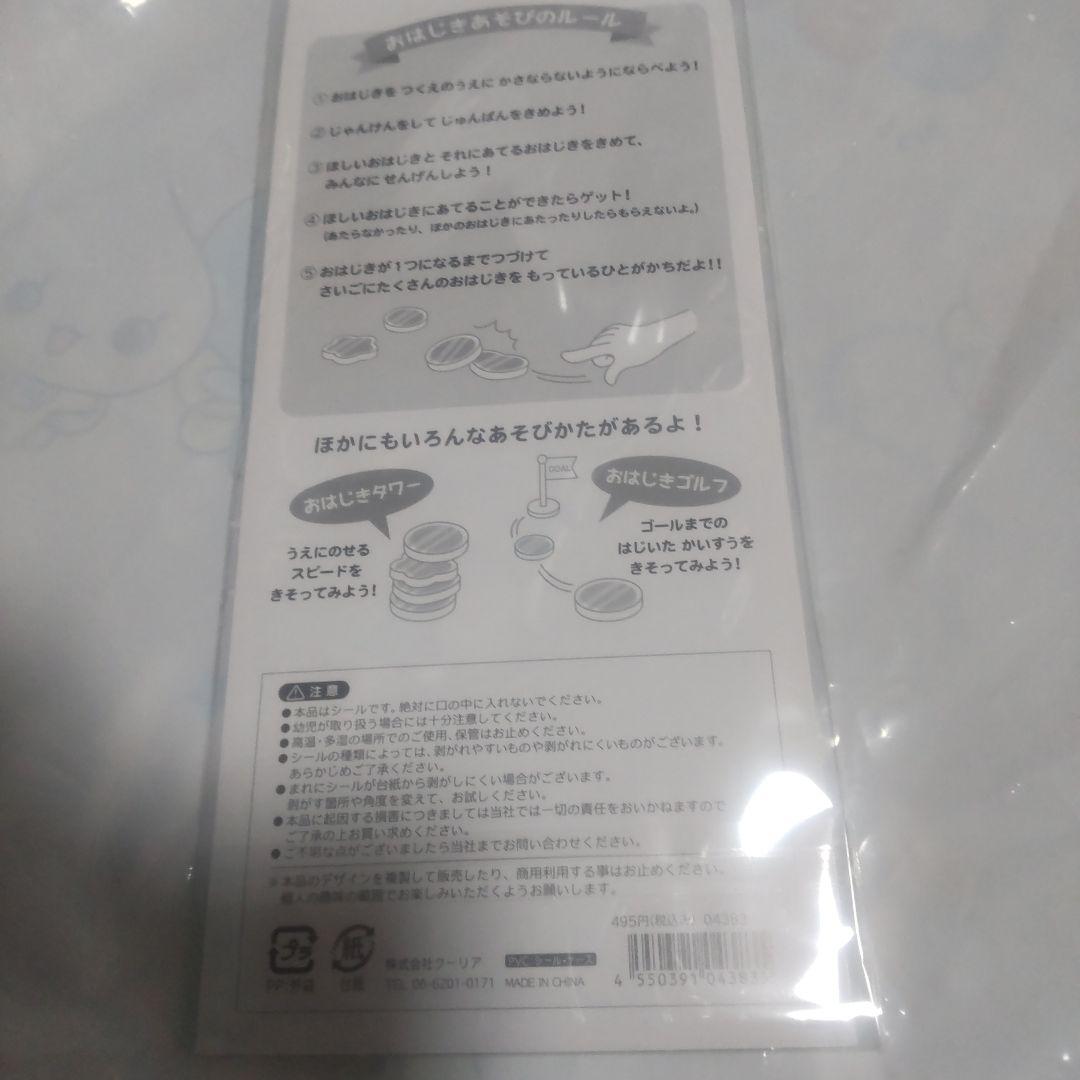 おはじきあそびのルール
① おはじきを つくえのうえに かさならないようにならべよう!
② じゃんけんをして じゅんばんをきめよう!
③ ほしいおはじきと それにあてるおはじきをきめて、
みんなに せんげんしよう!
④ ほしいおはじきにあてることができたらゲット!
(あたらなかったり、ほかのおはじきにあたったりしたらもらえないよ。)
⑤ おはじきが1つになるまでつづけて
さいごにたくさんのおはじきを もっているひとがかちだよ!!
ほかにもいろんなあそびかたがあるよ!
おはじきタワー
うえにのせる
スピードを
きそってみよう!
GOAL
おはじきゴルフ
ゴールまでの
はじいた かいすうを
きそってみよう!
注意
●本品はシールです。絶対に口の中に入れないでください。
●幼児が取り扱う場合には十分注意してください。
●高温・多湿の場所でのご使用、保管はお止めください。
●シールの種類によっては、剥がれやすいものや剥がれにくいものがございます。
あらかじめご了承ください。
●まれにシールが台紙から剥がしにくい場合がございます。
剥がす箇所や角度を変えて、お試しください。
●本品に起因する損害につきましては当社では一切の責任をおいかねますので
ご了承の上お買い求めください。
●ご不明な点がございましたら当社までお問い合わせください。
※本品のデザインを複製して販売したり、商用利用する事はお止めください。
個人の趣味の範囲でお楽しみいただくようお願いします。
495円(税込み) 04383
プラ
PP:外袋
紙
台紙
株式会社クーリア
TEL 06-6201-0171
PVC:シール・ケース
MADE IN CHINA
4 550391 04383